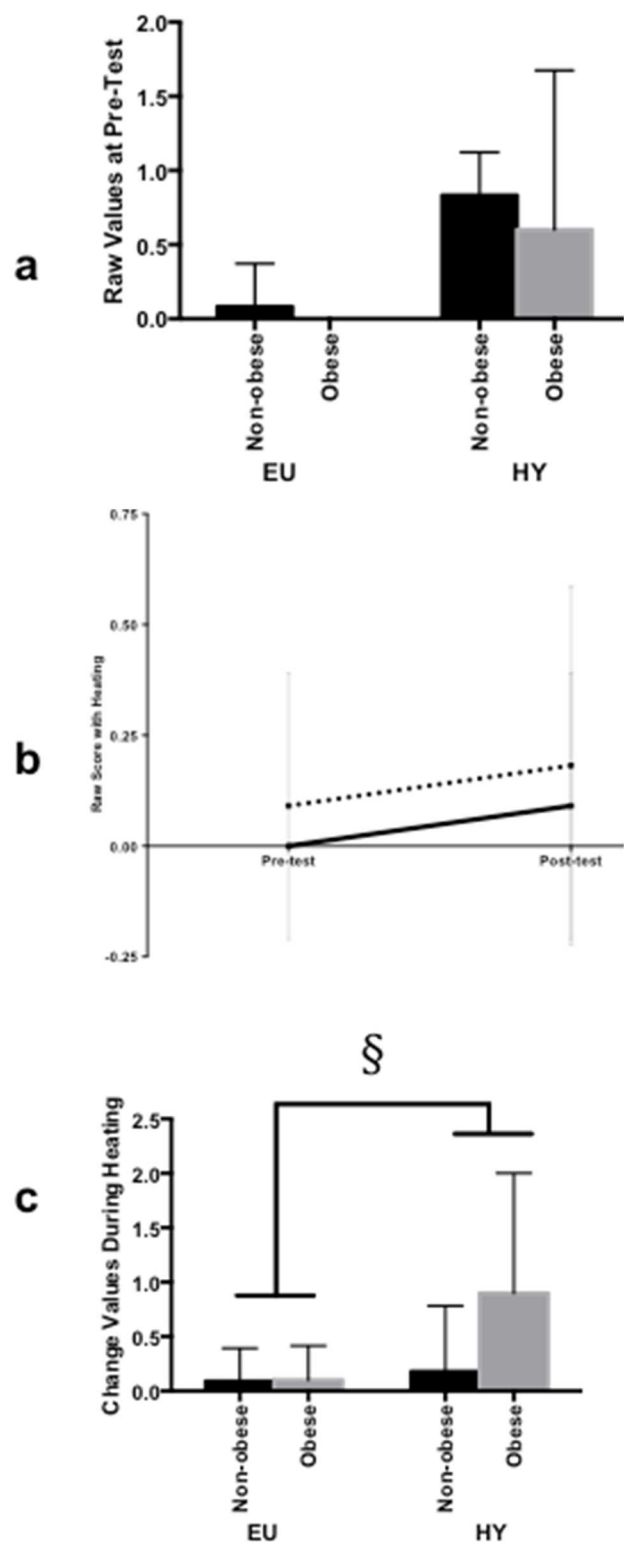 a
Raw Values at Pre-Test
2.0
1.5
1.0
0.5
0.0
Non-obese
Obese
Non-obese
Obese
EU
HY
b
Raw Score with Heating
0.75
0.50
0.25
0.00
-0.25
Pre-test
Post-test
§
c
Change Values During Heating
2.5
2.0
1.5
1.0
0.5
0.0
Non-obese
Obese
Non-obese
Obese
EU
HY